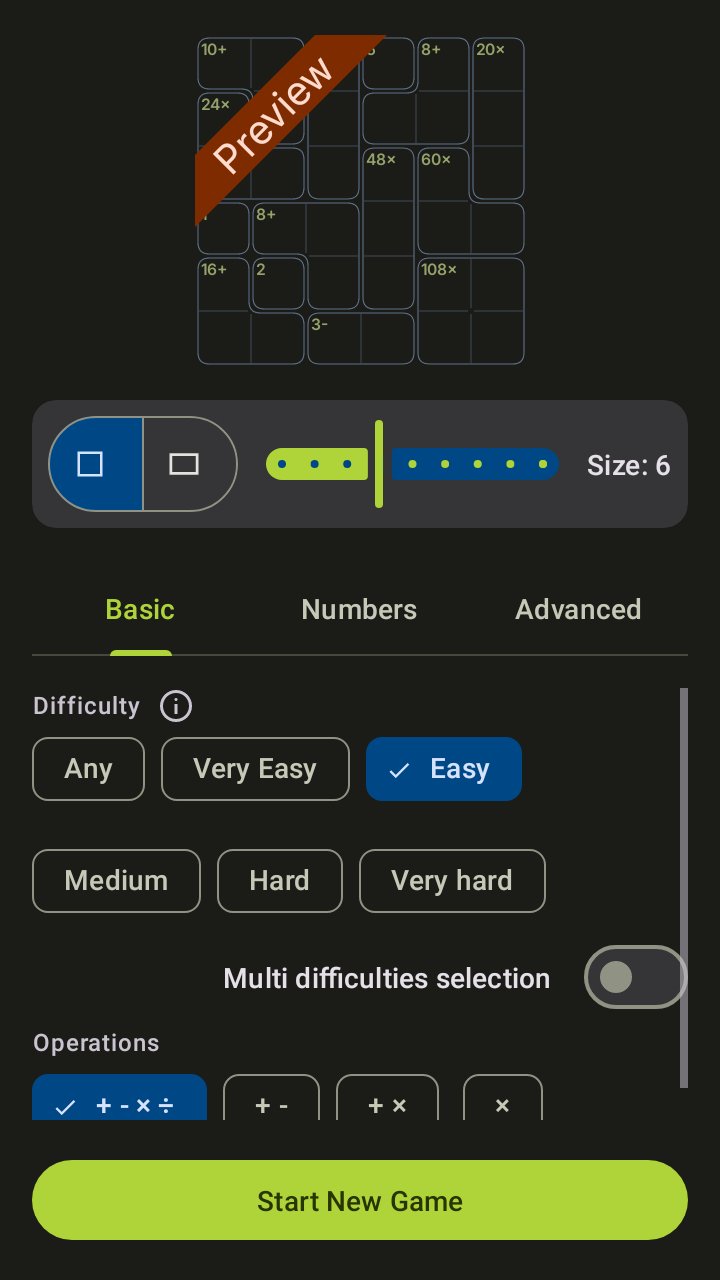 10+ 8+ 20×
24×
Preview
48× 60×
8+
16+ 2 108×
3-
Size: 6
Basic Numbers Advanced
Difficulty
Any Very Easy Easy
Medium Hard Very hard
Multi difficulties selection
Operations
+ - × ÷ + - + × ×
Start New Game